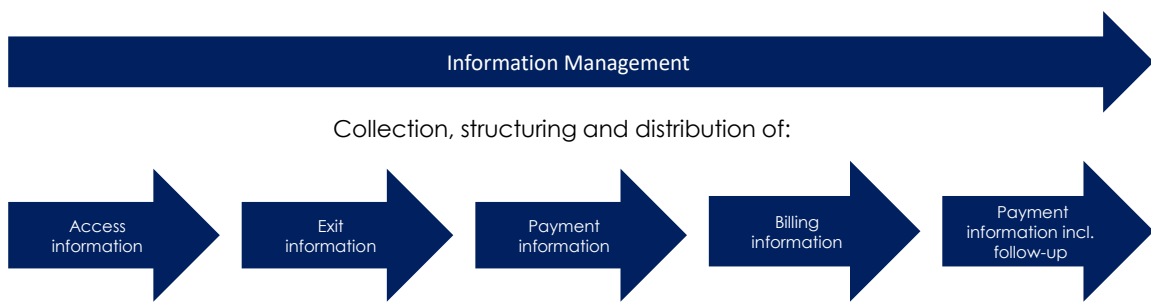 Information Management
Collection, structuring and distribution of:
Access
information
Exit
information
Payment
information
Billing
information
Payment
information incl.
follow-up